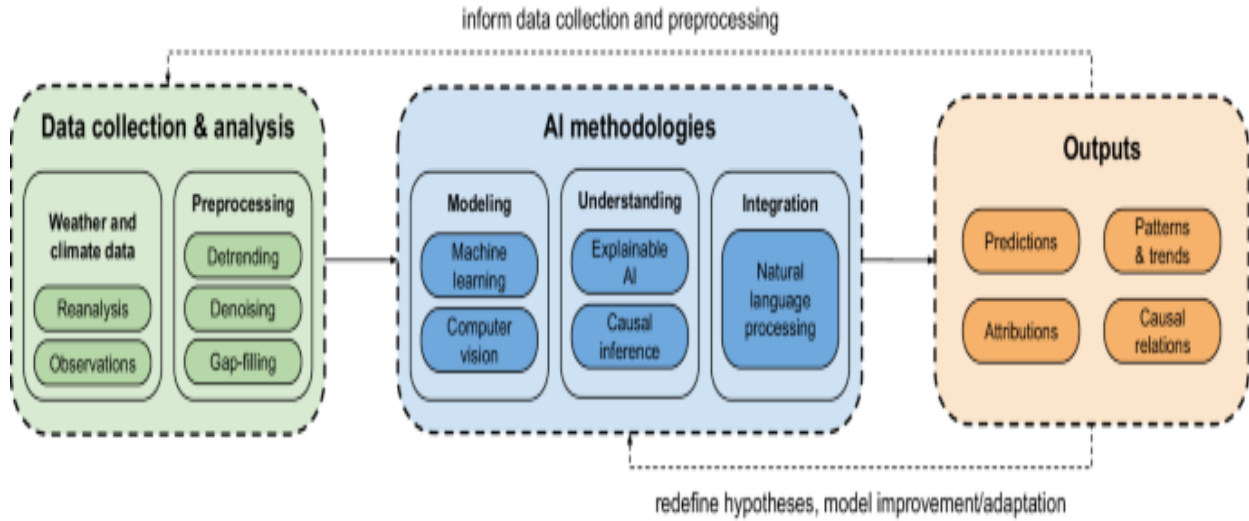 inform data collection and preprocessing
Data collection & analysis
Weather and
climate data
Reanalysis
Observations
Preprocessing
Detrending
Denoising
Gap-filling
AI methodologies
Modeling
Machine
learning
Computer
vision
Understanding
Explainable
AI
Causal
inference
Integration
Natural
language
processing
Outputs
Predictions
Patterns
& trends
Attributions
Causal
relations
redefine hypotheses, model improvement/adaptation